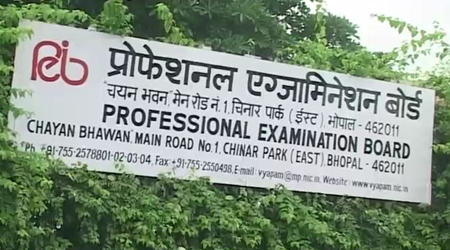 peb
प्रोफेशनल एग्जामिनेशन बोर्ड
चयन भवन, मेन रोड नं. 1, चिनार पार्क (ईस्ट) भोपाल - 462011
PROFESSIONAL EXAMINATION BOARD
CHAYAN BHAWAN, MAIN ROAD No. 1, CHINAR PARK (EAST), BHOPAL - 462011
Ph. +91-755-2578801-02-03-04, Fax +91-755-2550498, E-mail: vyapam@mp.nic.in, Website: www.vyapam.nic.in